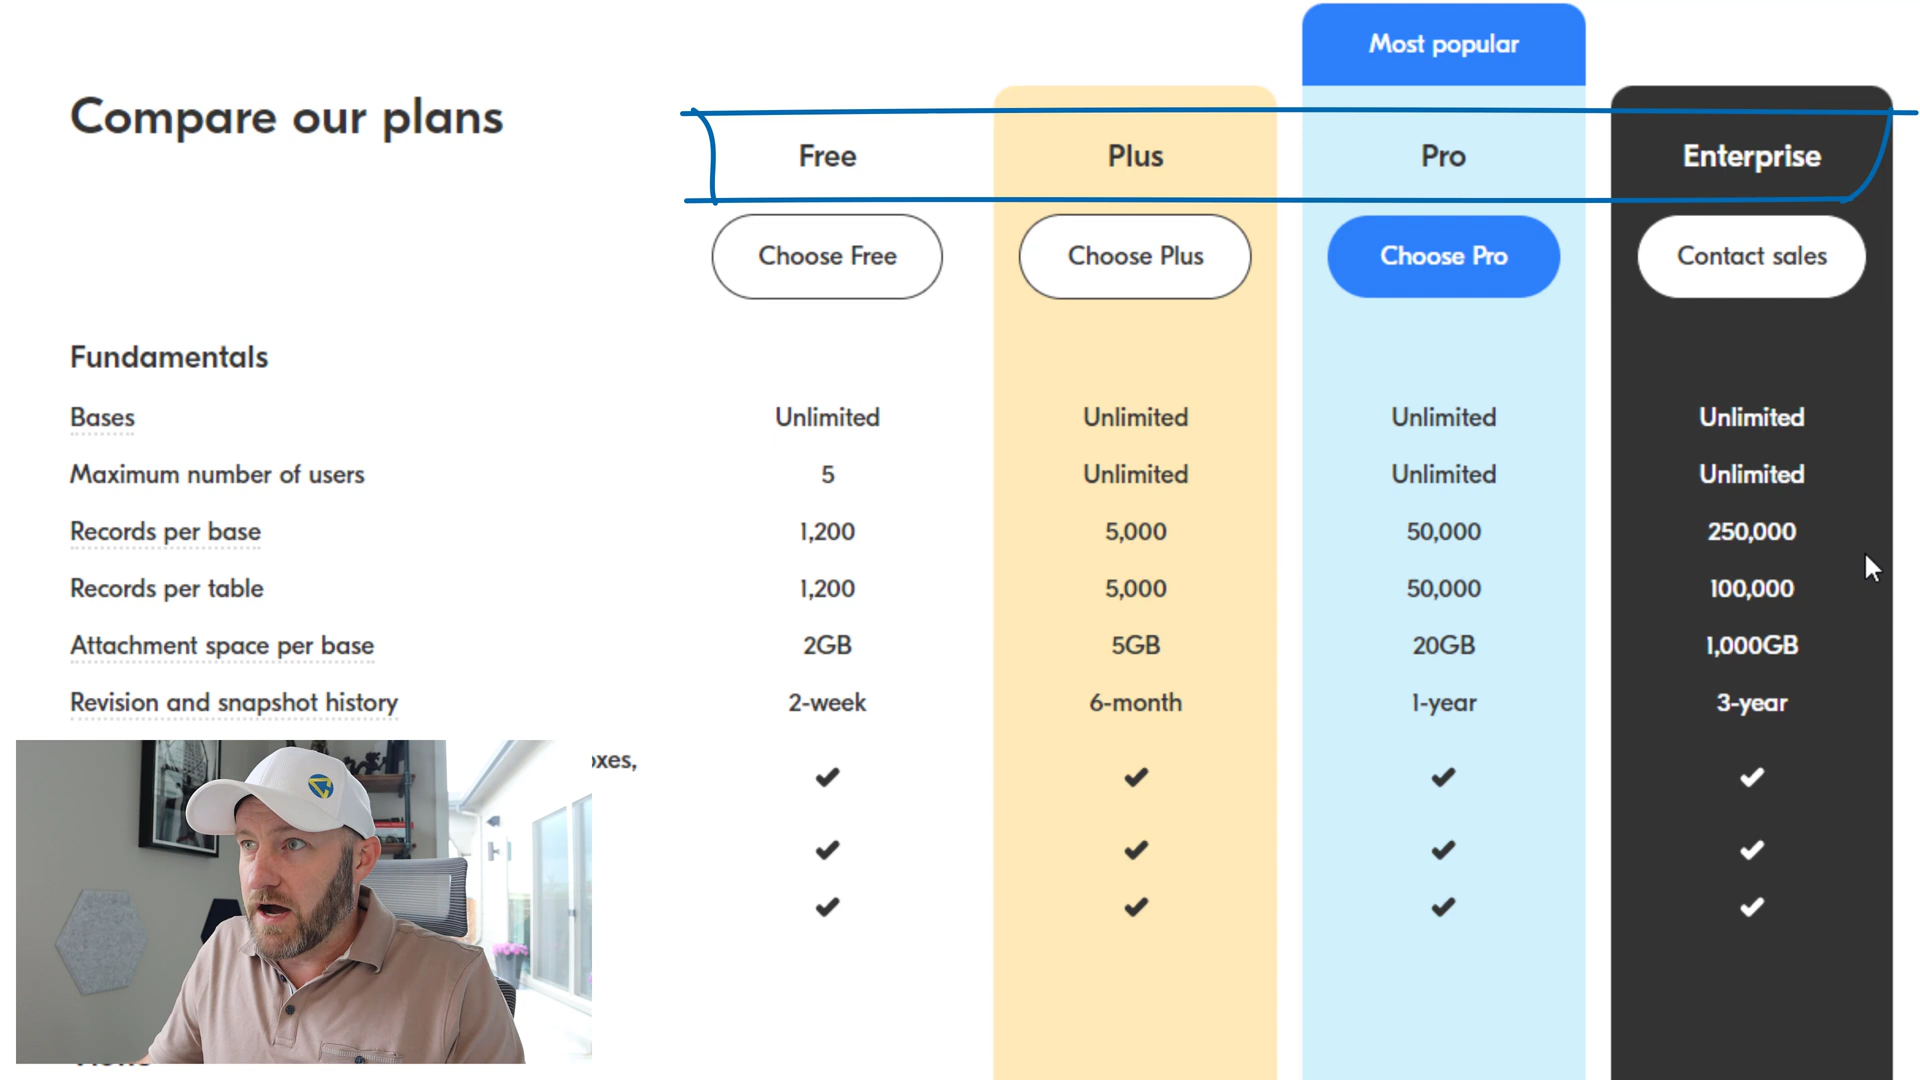 Most popular
Compare our plans
Free Plus Pro Enterprise
Choose Free Choose Plus Choose Pro Contact sales
Fundamentals
Bases Unlimited Unlimited Unlimited Unlimited
Maximum number of users 5 Unlimited Unlimited Unlimited
Records per base 1,200 5,000 50,000 250,000
Records per table 1,200 5,000 50,000 100,000
Attachment space per base 2GB 5GB 20GB 1,000GB
Revision and snapshot history 2-week 6-month 1-year 3-year
oxes,